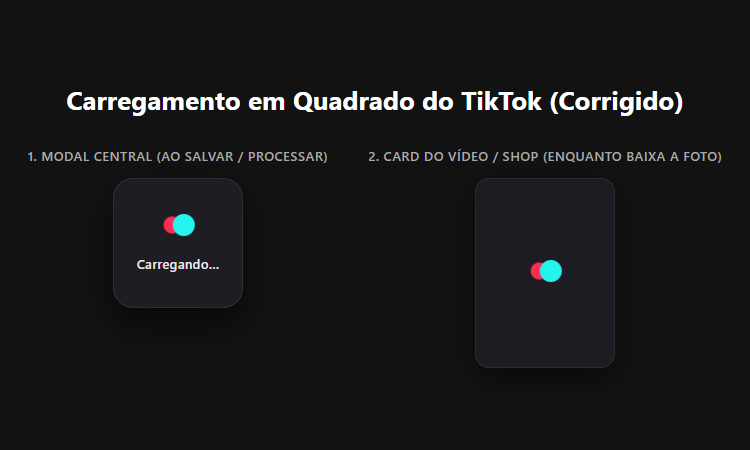 Carregamento em Quadrado do TikTok (Corrigido)
1. MODAL CENTRAL (AO SALVAR / PROCESSAR)
2. CARD DO VÍDEO / SHOP (ENQUANTO BAIXA A FOTO)
Carregando...